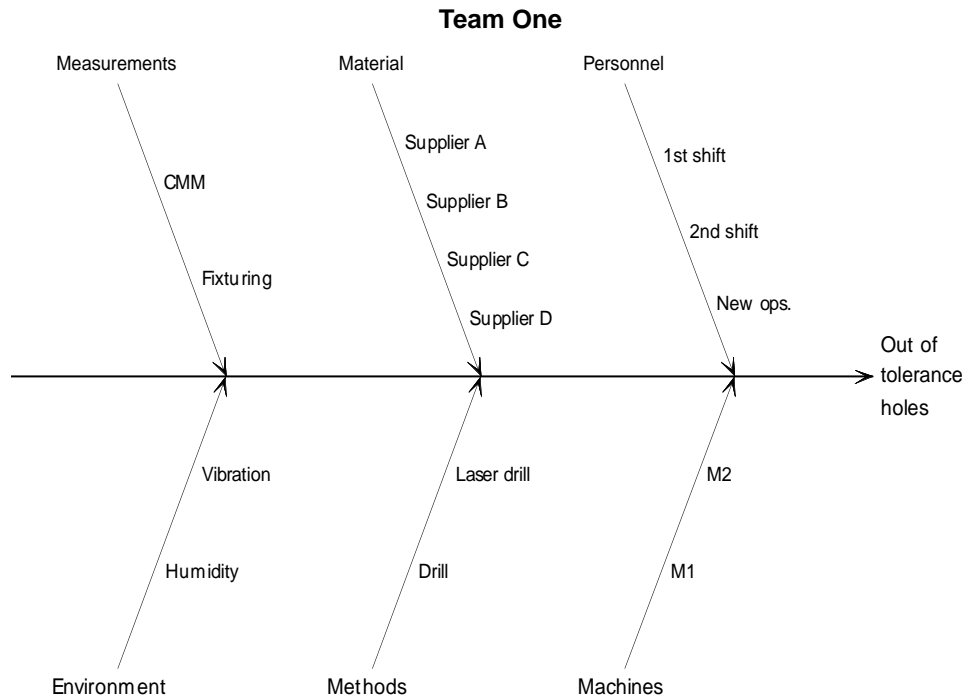 Team One
Measurements
Material
Personnel
Supplier A
1st shift
CMM
Supplier B
2nd shift
Supplier C
Fixturing
New ops.
Supplier D
Out of
tolerance
holes
Vibration
Laser drill
M2
Humidity
Drill
M1
Environment
Methods
Machines